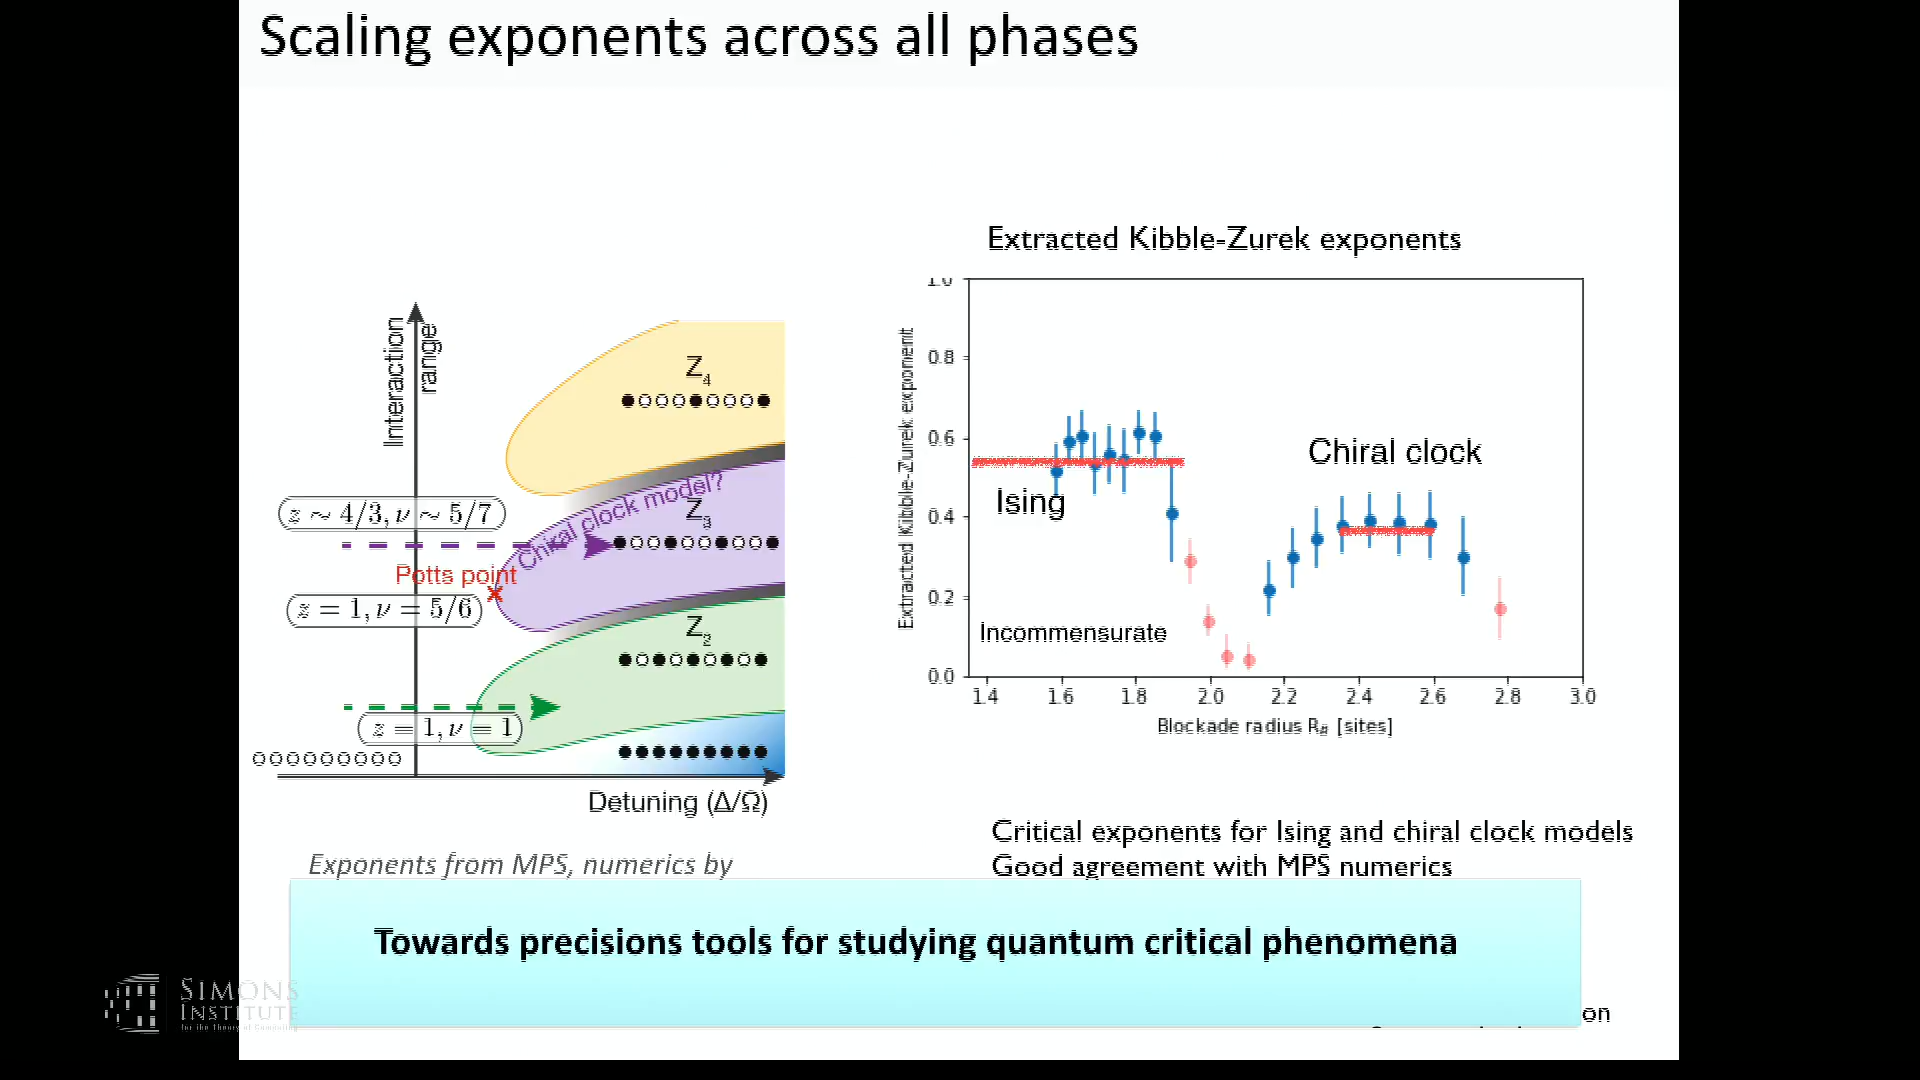 Scaling exponents across all phases
Extracted Kibble-Zurek exponents
Interaction
range
Z4
Chiral clock model?
Z3
z ∼ 4/3, ν ∼ 5/7
Potts point
z = 1, ν = 5/6
Z2
z = 1, ν = 1
Detuning (Δ/Ω)
1.0
0.8
0.6
0.4
0.2
0.0
Extracted Kibble-Zurek exponent
Chiral clock
Ising
Incommensurate
1.4 1.6 1.8 2.0 2.2 2.4 2.6 2.8 3.0
Blockade radius RB [sites]
Exponents from MPS, numerics by
Critical exponents for Ising and chiral clock models
Good agreement with MPS numerics
Towards precisions tools for studying quantum critical phenomena
on
SIMONS
INSTITUTE
for the Theory of Computing